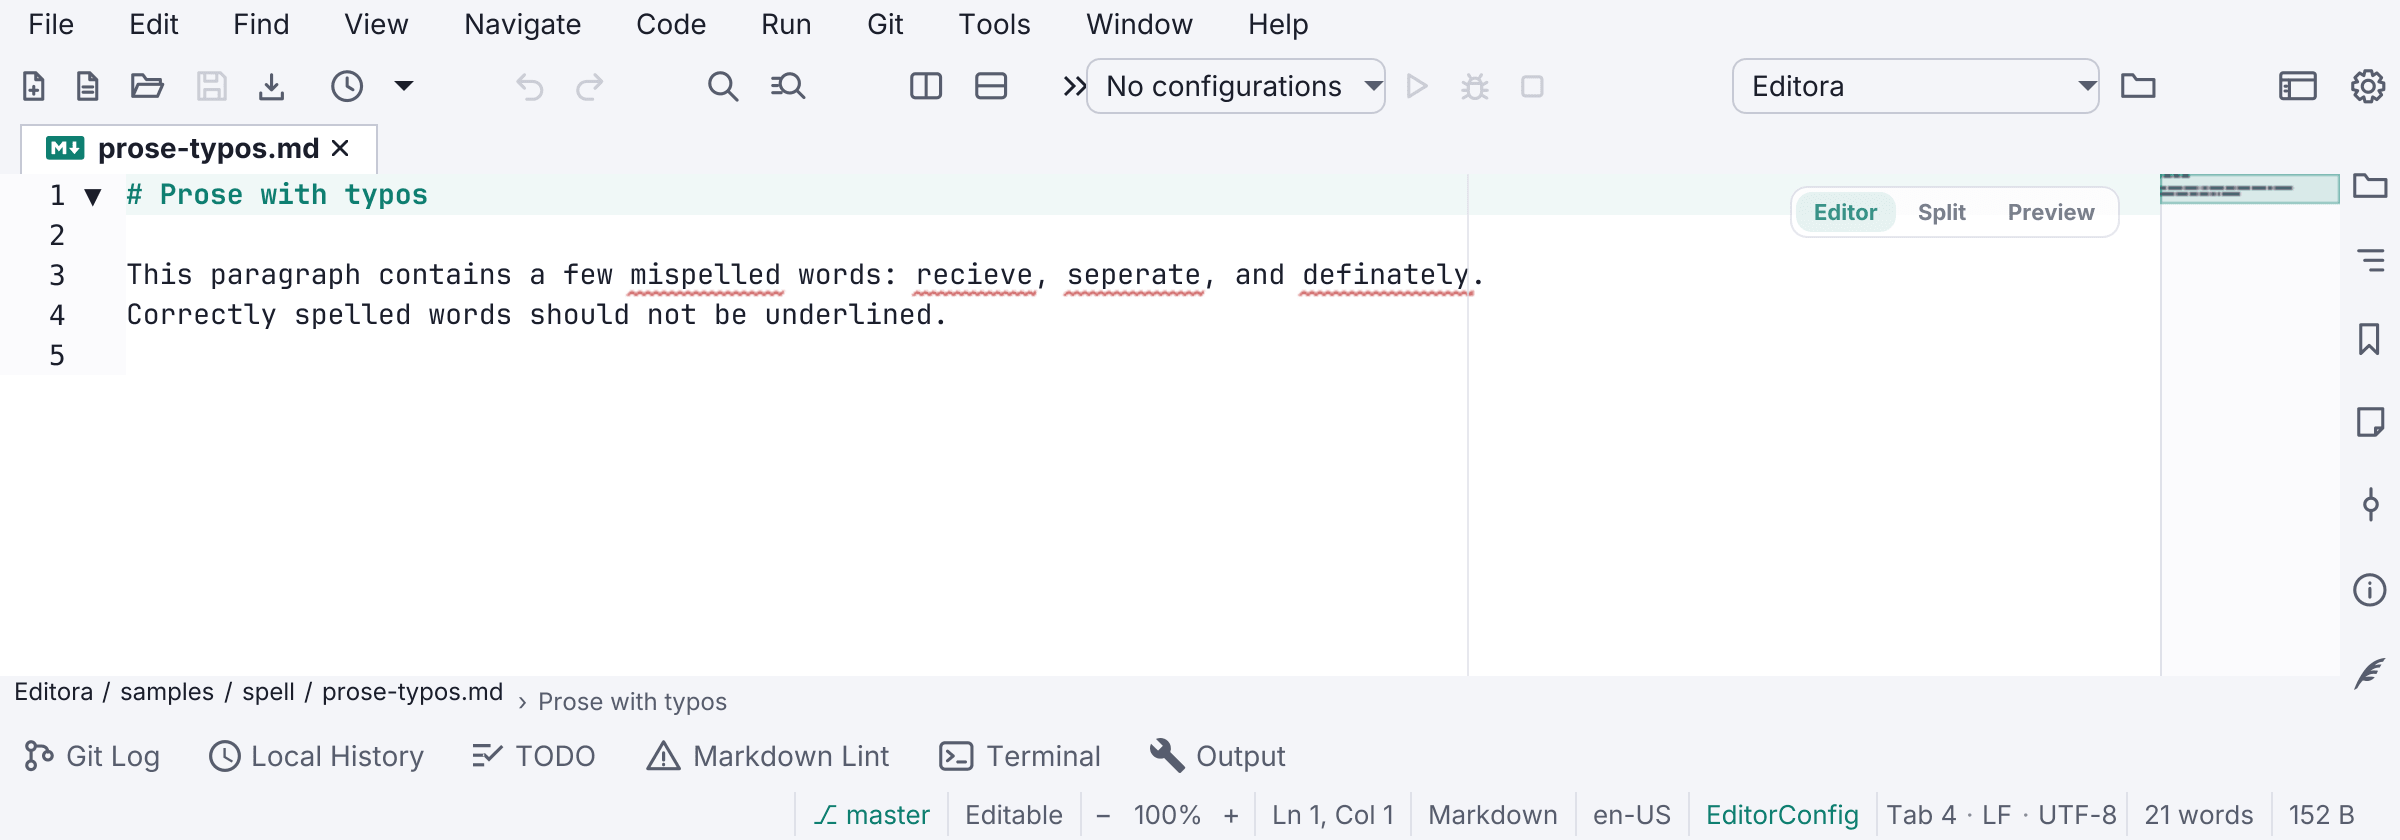 File Edit Find View Navigate Code Run Git Tools Window Help
No configurations Editora
prose-typos.md
1 # Prose with typos
Editor Split Preview
2
3 This paragraph contains a few mispelled words: recieve, seperate, and definately.
4 Correctly spelled words should not be underlined.
5
Editora / samples / spell / prose-typos.md › Prose with typos
Git Log Local History TODO Markdown Lint Terminal Output
master Editable − 100% + Ln 1, Col 1 Markdown en-US EditorConfig Tab 4 · LF · UTF-8 21 words 152 B